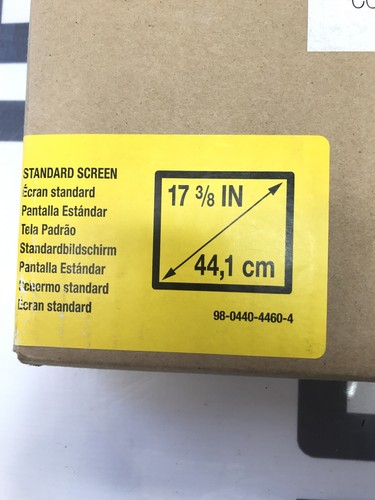 STANDARD SCREEN
Écran standard
Pantalla Estándar
Tela Padrão
Standardbildschirm
Pantalla Estándar
Schermo standard
Écran standard
17 3/8 IN
44,1 cm
98-0440-4460-4